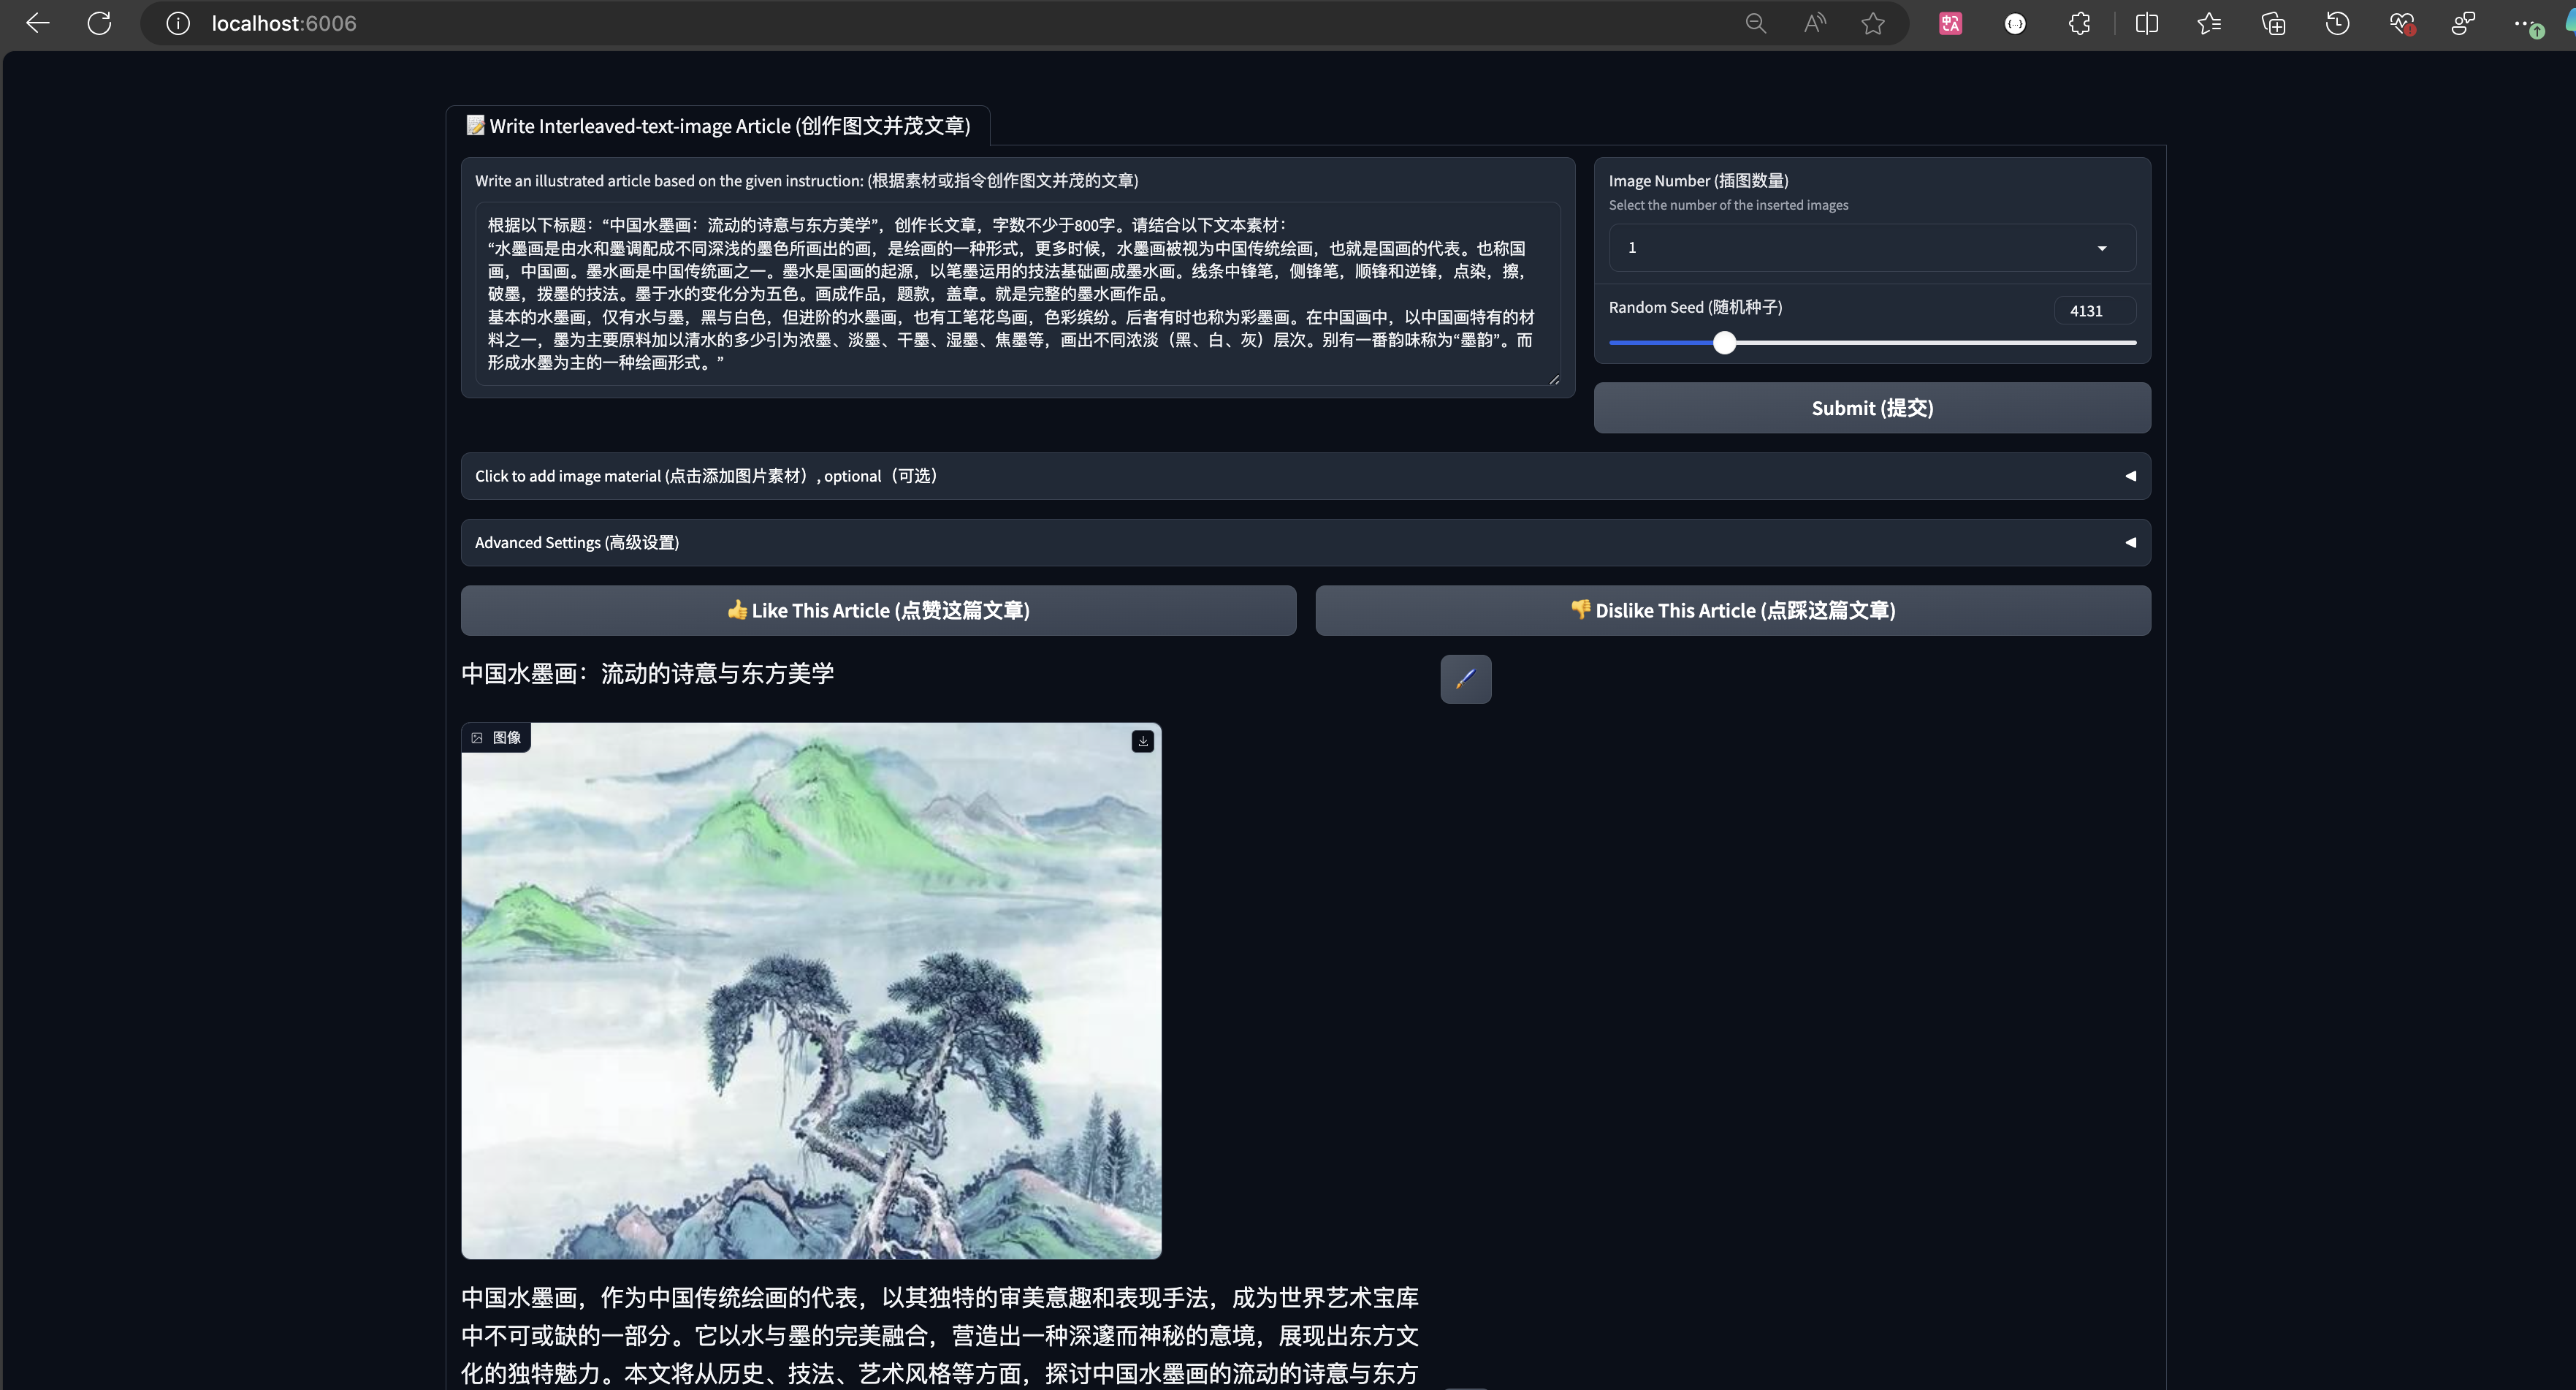 localhost:6006
📝 Write Interleaved-text-image Article (创作图文并茂文章)
Write an illustrated article based on the given instruction: (根据素材或指令创作图文并茂的文章)
根据以下标题：“中国水墨画：流动的诗意与东方美学”，创作长文章，字数不少于800字。请结合以下文本素材：
“水墨画是由水和墨调配成不同深浅的墨色所画出的画，是绘画的一种形式，更多时候，水墨画被视为中国传统绘画，也就是国画的代表。也称国
画，中国画。墨水画是中国传统画之一。墨水是国画的起源，以笔墨运用的技法基础画成墨水画。线条中锋笔，侧锋笔，顺锋和逆锋，点染，擦，
破墨，拨墨的技法。墨于水的变化分为五色。画成作品，题款，盖章。就是完整的墨水画作品。
基本的水墨画，仅有水与墨，黑与白色，但进阶的水墨画，也有工笔花鸟画，色彩缤纷。后者有时也称为彩墨画。在中国画中，以中国画特有的材
料之一，墨为主要原料加以清水的多少引为浓墨、淡墨、干墨、湿墨、焦墨等，画出不同浓淡（黑、白、灰）层次。别有一番韵味称为“墨韵”。而
形成水墨为主的一种绘画形式。”
Image Number (插图数量)
Select the number of the inserted images
1
Random Seed (随机种子)
4131
Submit (提交)
Click to add image material (点击添加图片素材）, optional（可选）
Advanced Settings (高级设置)
👍 Like This Article (点赞这篇文章)
👎 Dislike This Article (点踩这篇文章)
中国水墨画：流动的诗意与东方美学
图像
中国水墨画，作为中国传统绘画的代表，以其独特的审美意趣和表现手法，成为世界艺术宝库
中不可或缺的一部分。它以水与墨的完美融合，营造出一种深邃而神秘的意境，展现出东方文
化的独特魅力。本文将从历史、技法、艺术风格等方面，探讨中国水墨画的流动的诗意与东方